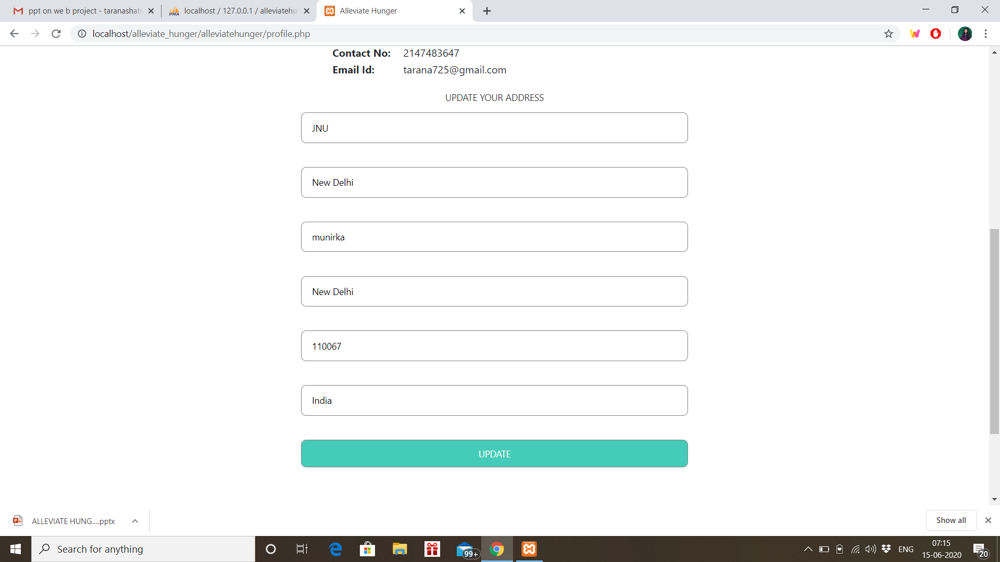 ppt on we b project - taranashah
localhost / 127.0.0.1 / alleviatehu
Alleviate Hunger
localhost/alleviate_hunger/alleviatehunger/profile.php
Contact No: 2147483647
Email Id: tarana725@gmail.com
UPDATE YOUR ADDRESS
JNU
New Delhi
munirka
New Delhi
110067
India
UPDATE
ALLEVIATE HUNG....pptx
Show all
Search for anything
99+
ENG
07:15
15-06-2020
20